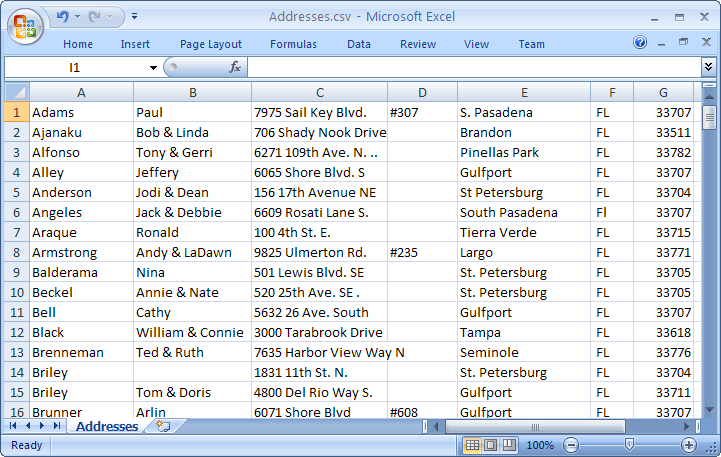 Addresses.csv - Microsoft Excel
Home Insert Page Layout Formulas Data Review View Team
I1 fx
A B C D E F G
1 Adams Paul 7975 Sail Key Blvd. #307 S. Pasadena FL 33707
2 Ajanaku Bob & Linda 706 Shady Nook Drive Brandon FL 33511
3 Alfonso Tony & Gerri 6271 109th Ave. N. .. Pinellas Park FL 33782
4 Alley Jeffery 6065 Shore Blvd. S Gulfport FL 33707
5 Anderson Jodi & Dean 156 17th Avenue NE St Petersburg FL 33704
6 Angeles Jack & Debbie 6609 Rosati Lane S. South Pasadena Fl 33707
7 Araque Ronald 100 4th St. E. Tierra Verde FL 33715
8 Armstrong Andy & LaDawn 9825 Ulmerton Rd. #235 Largo FL 33771
9 Balderama Nina 501 Lewis Blvd. SE St. Petersburg FL 33705
10 Beckel Annie & Nate 520 25th Ave. SE . St. Petersburg FL 33705
11 Bell Cathy 5632 26 Ave. South Gulfport FL 33707
12 Black William & Connie 3000 Tarabrook Drive Tampa FL 33618
13 Brenneman Ted & Ruth 7635 Harbor View Way N Seminole FL 33776
14 Briley 1831 11th St. N. St. Petersburg FL 33704
15 Briley Tom & Doris 4800 Del Rio Way S. Gulfport FL 33711
16 Brunner Arlin 6071 Shore Blvd #608 Gulfport FL 33707
Addresses
Ready 100%